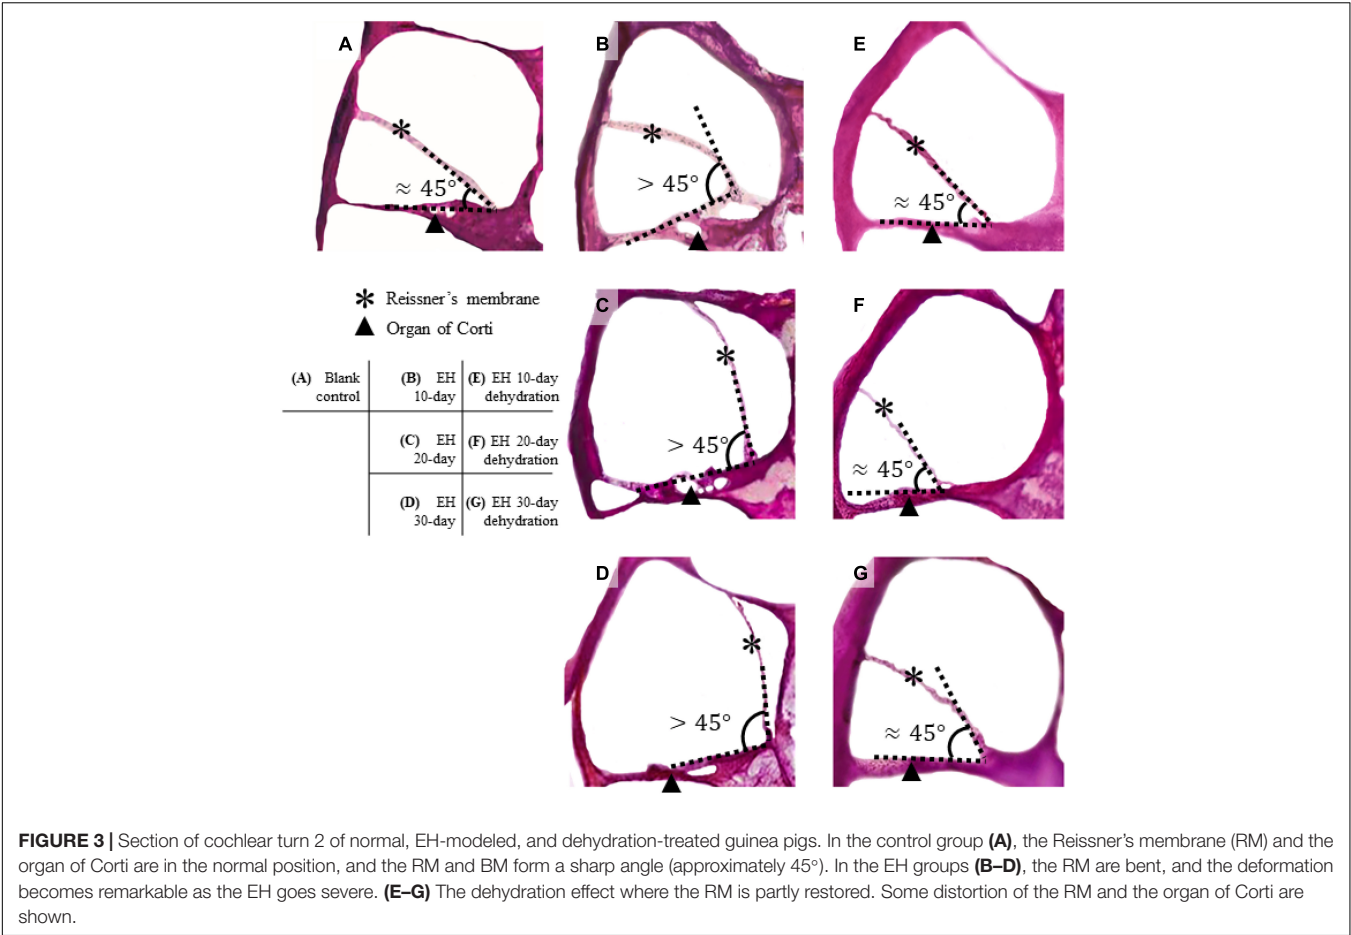 A
B
E
≈ 45°
> 45°
≈ 45°
Reissner's membrane
Organ of Corti
C
F
(A) Blank control
(B) EH 10-day
(E) EH 10-day dehydration
(C) EH 20-day
(F) EH 20-day dehydration
(D) EH 30-day
(G) EH 30-day dehydration
> 45°
≈ 45°
D
G
> 45°
≈ 45°
FIGURE 3 | Section of cochlear turn 2 of normal, EH-modeled, and dehydration-treated guinea pigs. In the control group (A), the Reissner's membrane (RM) and the
organ of Corti are in the normal position, and the RM and BM form a sharp angle (approximately 45°). In the EH groups (B–D), the RM are bent, and the deformation
becomes remarkable as the EH goes severe. (E–G) The dehydration effect where the RM is partly restored. Some distortion of the RM and the organ of Corti are
shown.